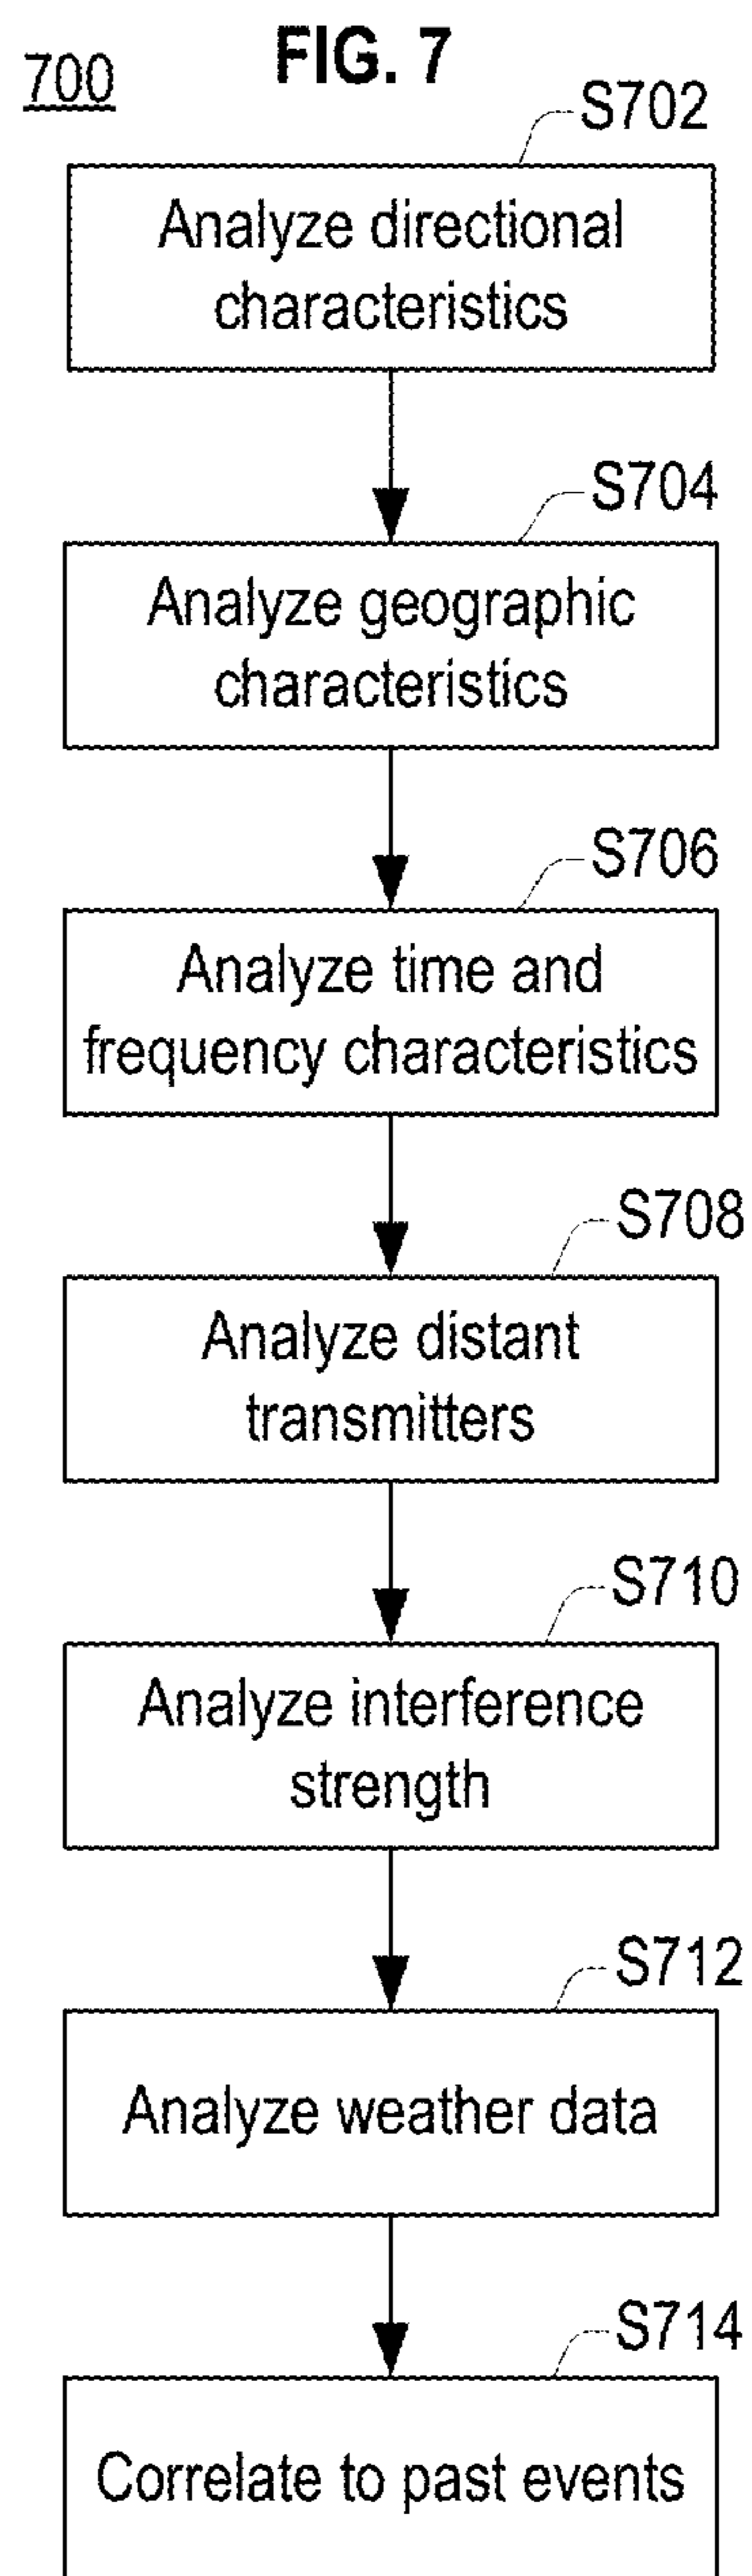 FIG. 7
700
S702
Analyze directional
characteristics
S704
Analyze geographic
characteristics
S706
Analyze time and
frequency characteristics
S708
Analyze distant
transmitters
S710
Analyze interference
strength
S712
Analyze weather data
S714
Correlate to past events